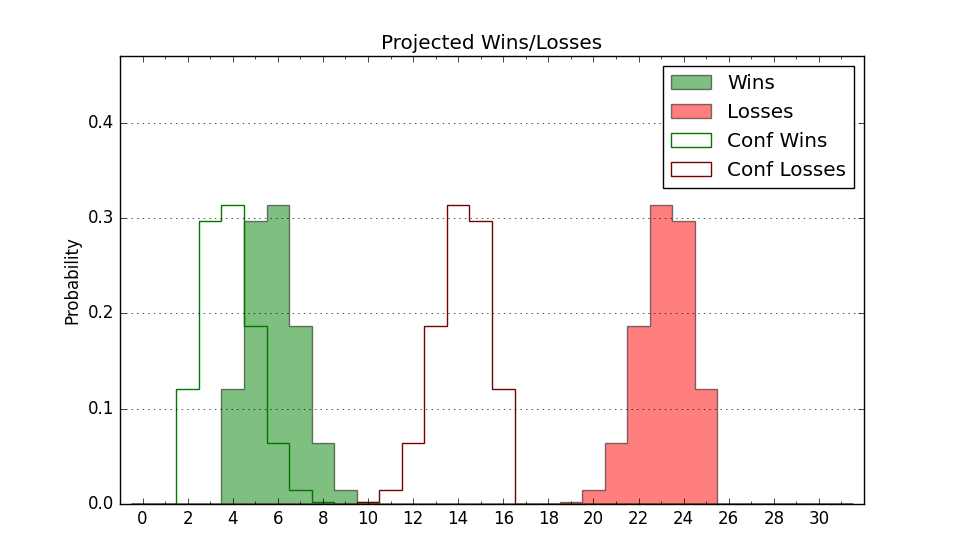 Projected Wins/Losses
Wins
Losses
Conf Wins
Conf Losses
Probability
0.4
0.3
0.2
0.1
0.0
0 2 4 6 8 10 12 14 16 18 20 22 24 26 28 30